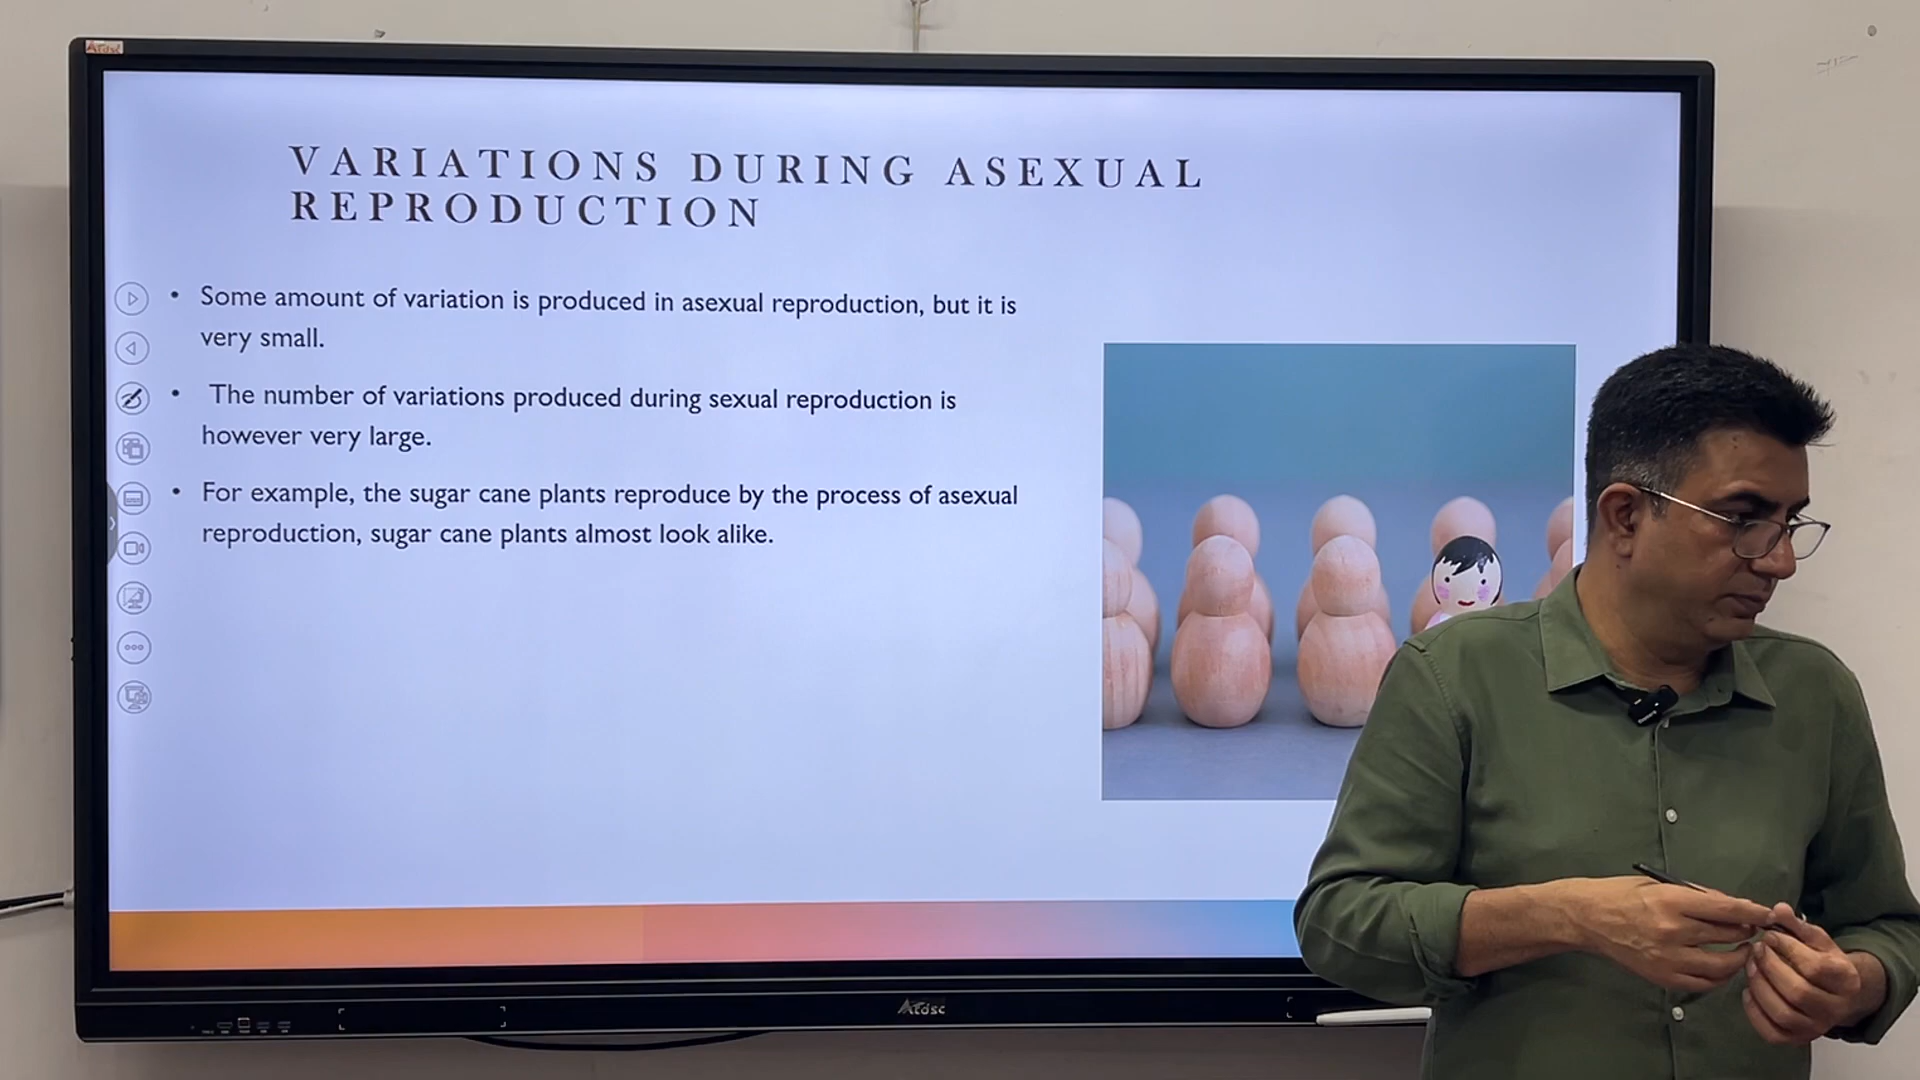 Atdsc
VARIATIONS DURING ASEXUAL
REPRODUCTION
• Some amount of variation is produced in asexual reproduction, but it is
very small.
• The number of variations produced during sexual reproduction is
however very large.
• For example, the sugar cane plants reproduce by the process of asexual
reproduction, sugar cane plants almost look alike.
Atdsc